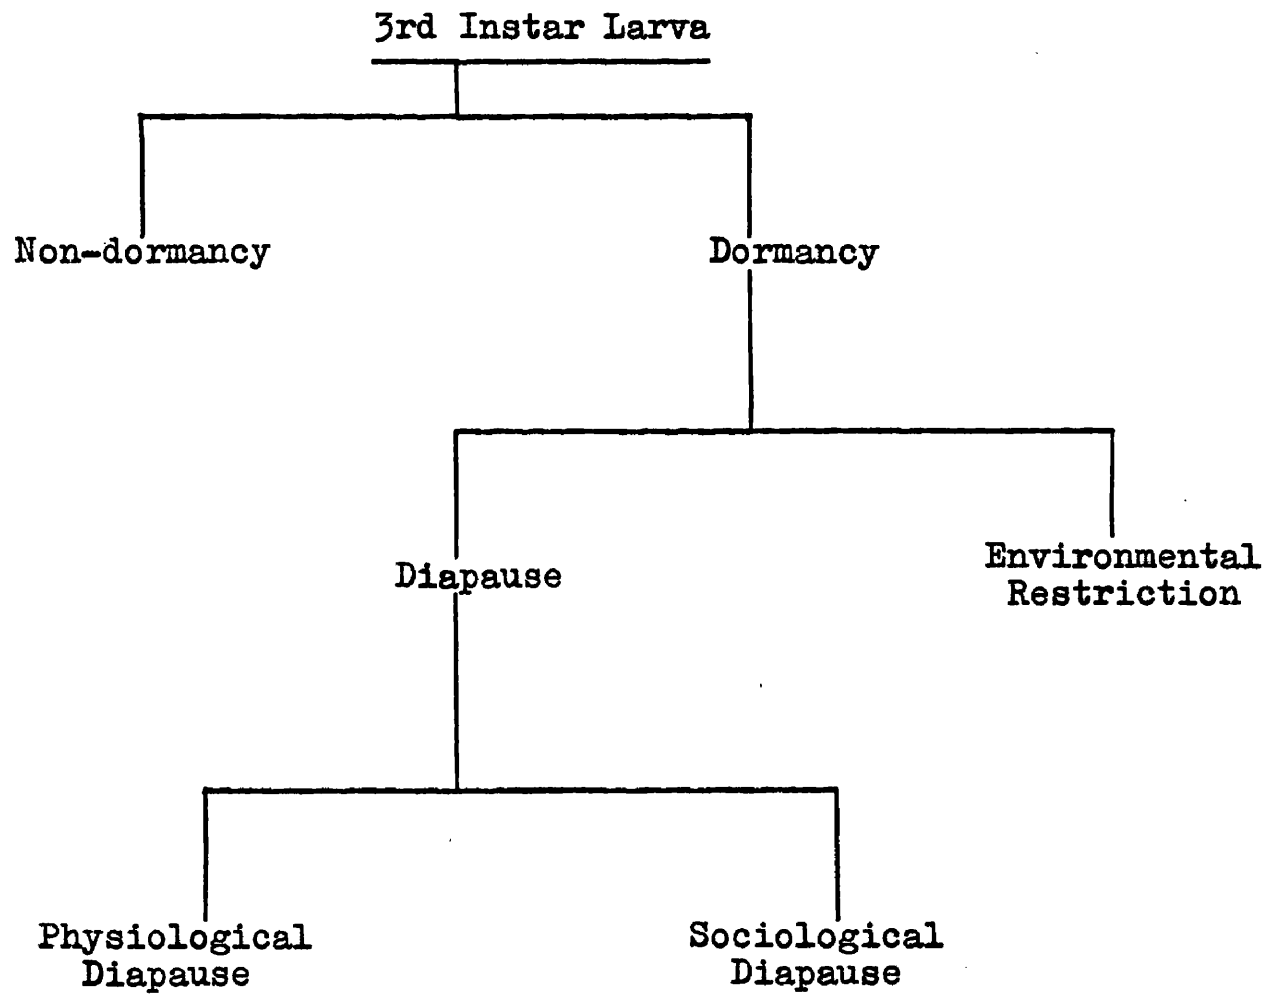 3rd Instar Larva
Non-dormancy
Dormancy
Diapause
Environmental
Restriction
Physiological
Diapause
Sociological
Diapause